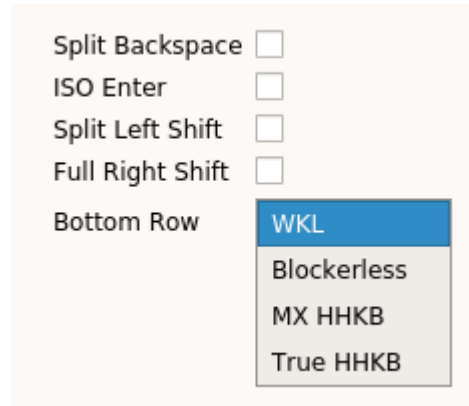 Split Backspace
ISO Enter
Split Left Shift
Full Right Shift
Bottom Row WKL
Blockerless
MX HHKB
True HHKB